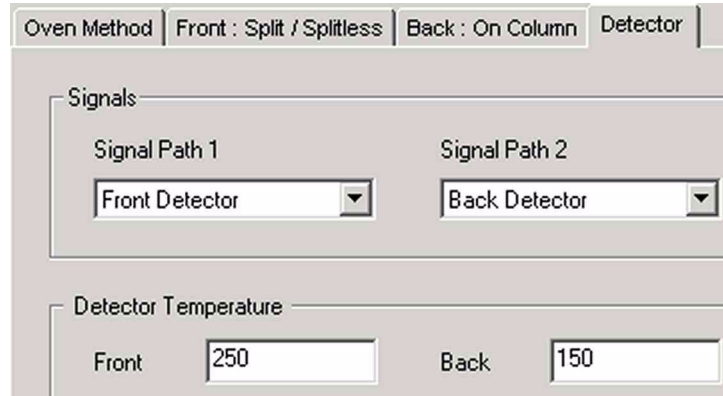 Oven Method Front : Split / Splitless Back : On Column Detector
Signals
Signal Path 1 Signal Path 2
Front Detector Back Detector
Detector Temperature
Front 250 Back 150